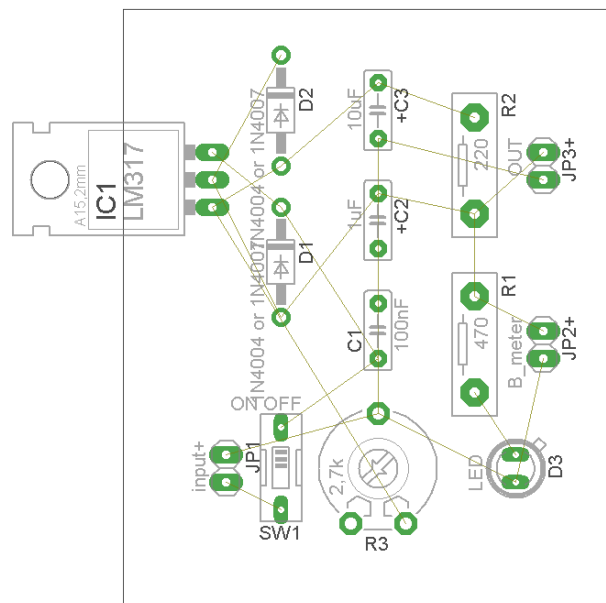 IC1
LM317
A15,2mm
D2
1N4004 or 1N4007
D1
1N4004 or 1N4007
+C3
10uF
+C2
1uF
C1
100nF
R2
220
OUT
JP3+
R1
470
B_meter
JP2+
ON OFF
input+
JP1
SW1
2,7k
R3
LED
D3